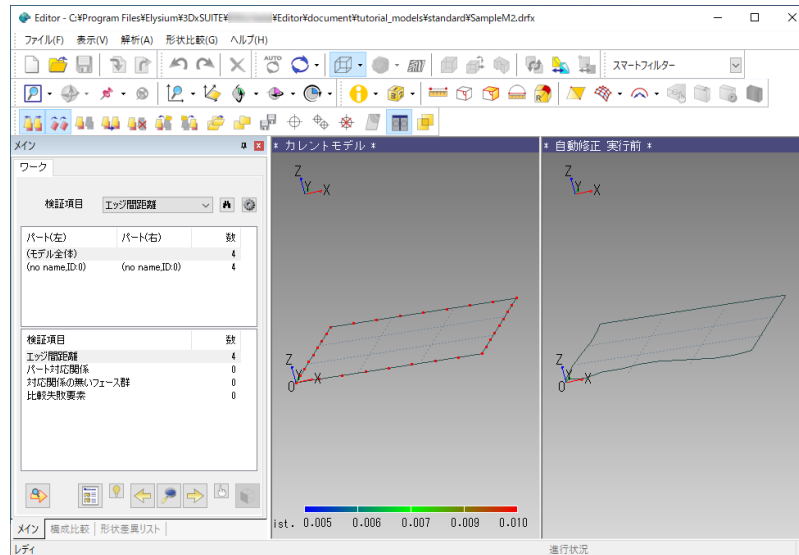 Editor - C:¥Program Files¥Elysium¥3DxSUITE¥ ¥Editor¥document¥tutorial_models¥standard¥SampleM2.drfx
ファイル(F) 表示(V) 解析(A) 形状比較(G) ヘルプ(H)
AUTO
スマートフィルター
メイン
ワーク
検証項目 エッジ間距離
パート(左) パート(右) 数
(モデル全体) 4
(no name,ID:0) (no name,ID:0) 4
検証項目 数
エッジ間距離 4
パート対応関係 0
対応関係の無いフェース群 0
比較失敗要素 0
メイン 構成比較 形状差異リスト
レディ
* カレントモデル *
Z
Y
X
Z
Y
X
0
ist. 0.005 0.006 0.007 0.009 0.010
* 自動修正 実行前 *
Z
Y
X
Z
Y
X
0
進行状況